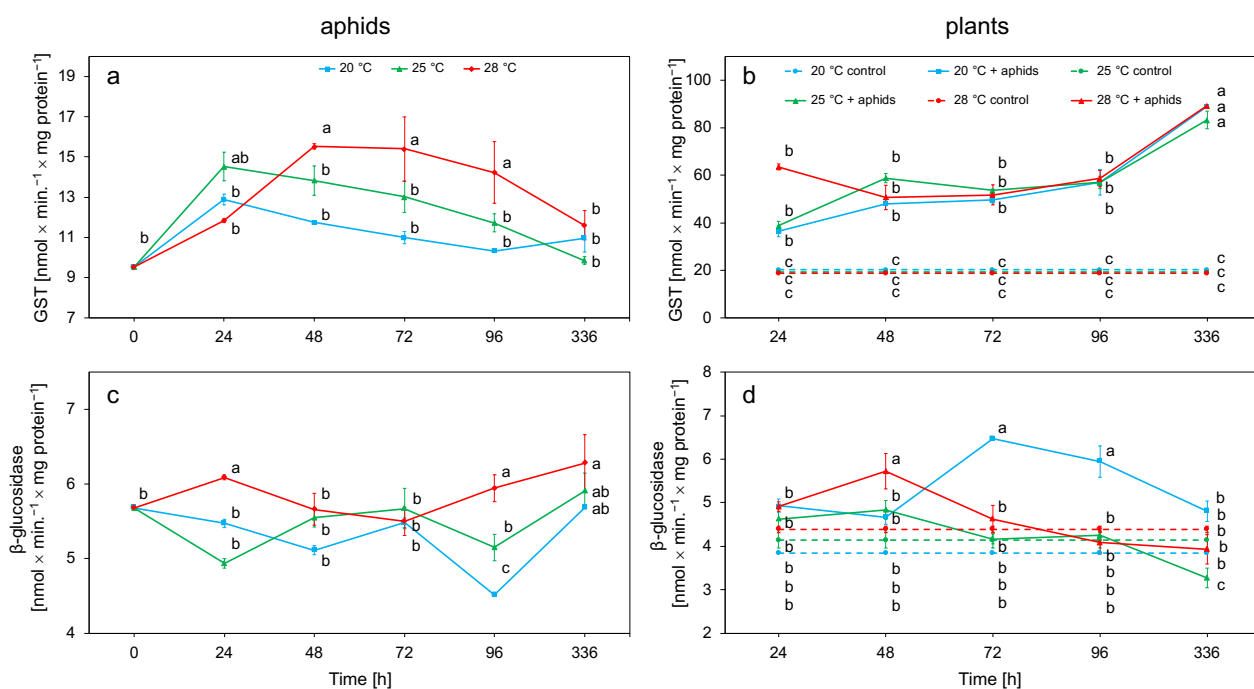 aphids
plants
a
20 °C 25 °C 28 °C
GST [nmol × min.⁻¹ × mg protein⁻¹]
19
17
15
13
11
9
7
b
ab
b
b
a
b
b
a
b
b
a
b
b
b
b
b
0 24 48 72 96 336
b
20 °C control 20 °C + aphids 25 °C control
25 °C + aphids 28 °C control 28 °C + aphids
GST [nmol × min.⁻¹ × mg protein⁻¹]
100
80
60
40
20
0
b
b
b
c
c
c
b
b
b
c
c
c
b
b
b
c
c
c
b
b
b
c
c
c
a
a
a
c
c
c
24 48 72 96 336
c
β-glucosidase
[nmol × min.⁻¹ × mg protein⁻¹]
7
6
5
4
b
a
b
b
b
b
b
b
b
b
a
b
c
a
ab
ab
0 24 48 72 96 336
Time [h]
d
β-glucosidase
[nmol × min.⁻¹ × mg protein⁻¹]
8
7
6
5
4
3
2
b
b
b
b
b
b
a
b
b
b
b
b
a
b
b
b
b
b
a
b
b
b
b
b
b
b
b
b
b
c
24 48 72 96 336
Time [h]